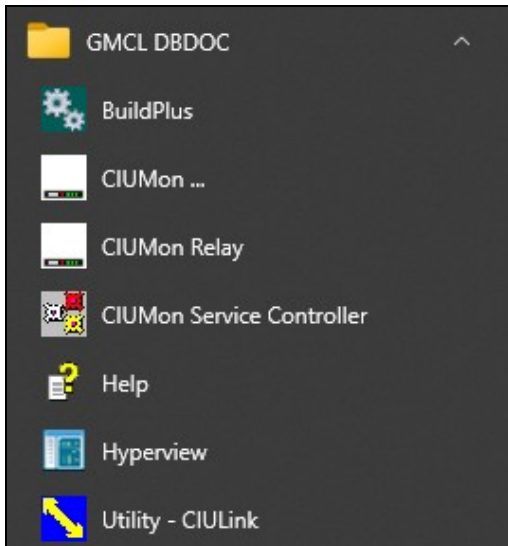 GMCL DBDOC
BuildPlus
CIUMon ...
CIUMon Relay
CIUMon Service Controller
Help
Hyperview
Utility - CIULink